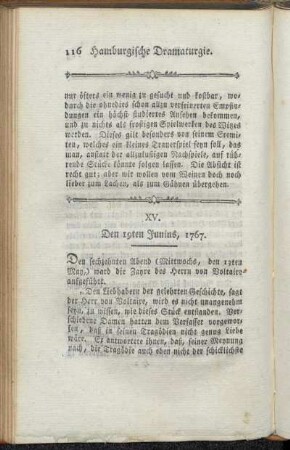 116 Hamburgische Dramaturgie.
nur öfters ein wenig zu gesucht und kostbar, wo-
durch die ohnedies schon allzu verfeinerten Empfin-
dungen ein höchst studiertes Ansehen bekommen,
und zu nichts als frostigen Spielwerken des Witzes
werden. Dieses gilt besonders von seinem Eremi-
ten, welches ein kleines Trauerspiel seyn soll, das
man, anstatt der allzulustigen Nachspiele, auf rüh-
rende Stücke könnte folgen lassen. Die Absicht ist
recht gut; aber wir wollen vom Weinen doch noch
lieber zum Lachen, als zum Gähnen übergehen.
XV.
Den 19ten Junius, 1767.
Den sechzehnten Abend (Mittwochs, den 13ten
May,) ward die Zayre des Herrn von Voltaire
aufgeführt.
„Den Liebhabern der gelehrten Geschichte, sagt
der Herr von Voltaire, wird es nicht unangenehm
seyn, zu wissen, wie dieses Stück entstanden. Ver-
schiedene Damen hatten dem Verfasser vorgewor-
fen, daß in seinen Tragödien nicht genug Liebe
wäre. Er antwortete ihnen, daß, seiner Meynung
nach, die Tragödie auch eben nicht der schicklichste